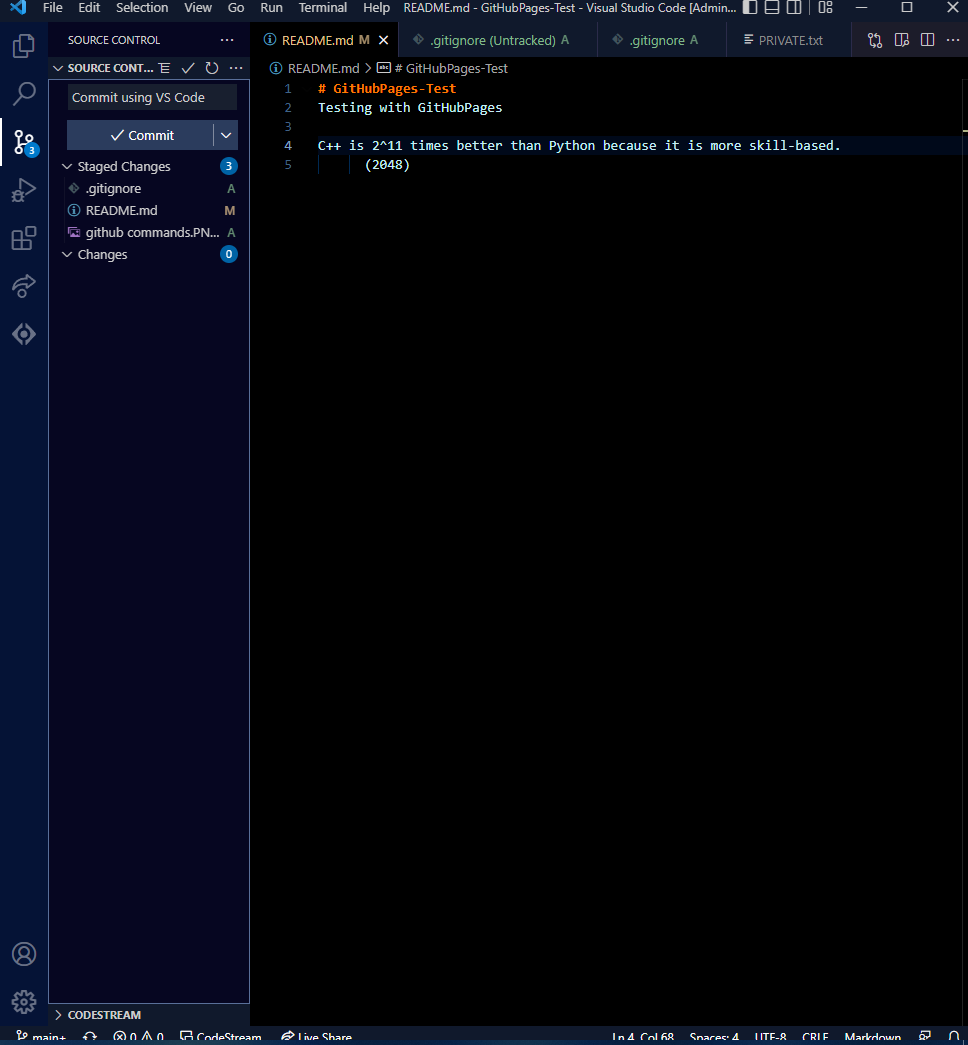 File Edit Selection View Go Run Terminal Help README.md - GitHubPages-Test - Visual Studio Code [Admin...
SOURCE CONTROL
README.md M
.gitignore (Untracked) A
.gitignore A
PRIVATE.txt
SOURCE CONT...
README.md > abc # GitHubPages-Test
Commit using VS Code
Commit
Staged Changes 3
.gitignore A
README.md M
github commands.PN... A
Changes 0
3
1 # GitHubPages-Test
2 Testing with GitHubPages
3
4 C++ is 2^11 times better than Python because it is more skill-based.
5 (2048)
CODESTREAM
main+ 0 0 CodeStream Live Share Ln 4, Col 68 Spaces: 4 UTF-8 CRLF Markdown